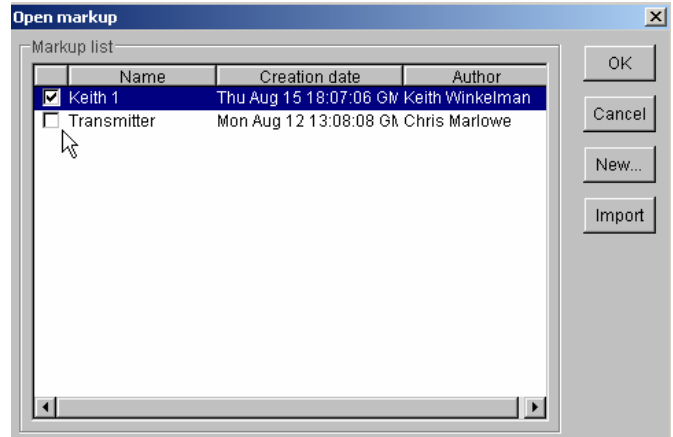 Open markup
Markup list
Name Creation date Author
Keith 1 Thu Aug 15 18:07:06 GM Keith Winkelman
Transmitter Mon Aug 12 13:08:08 GM Chris Marlowe
OK
Cancel
New...
Import